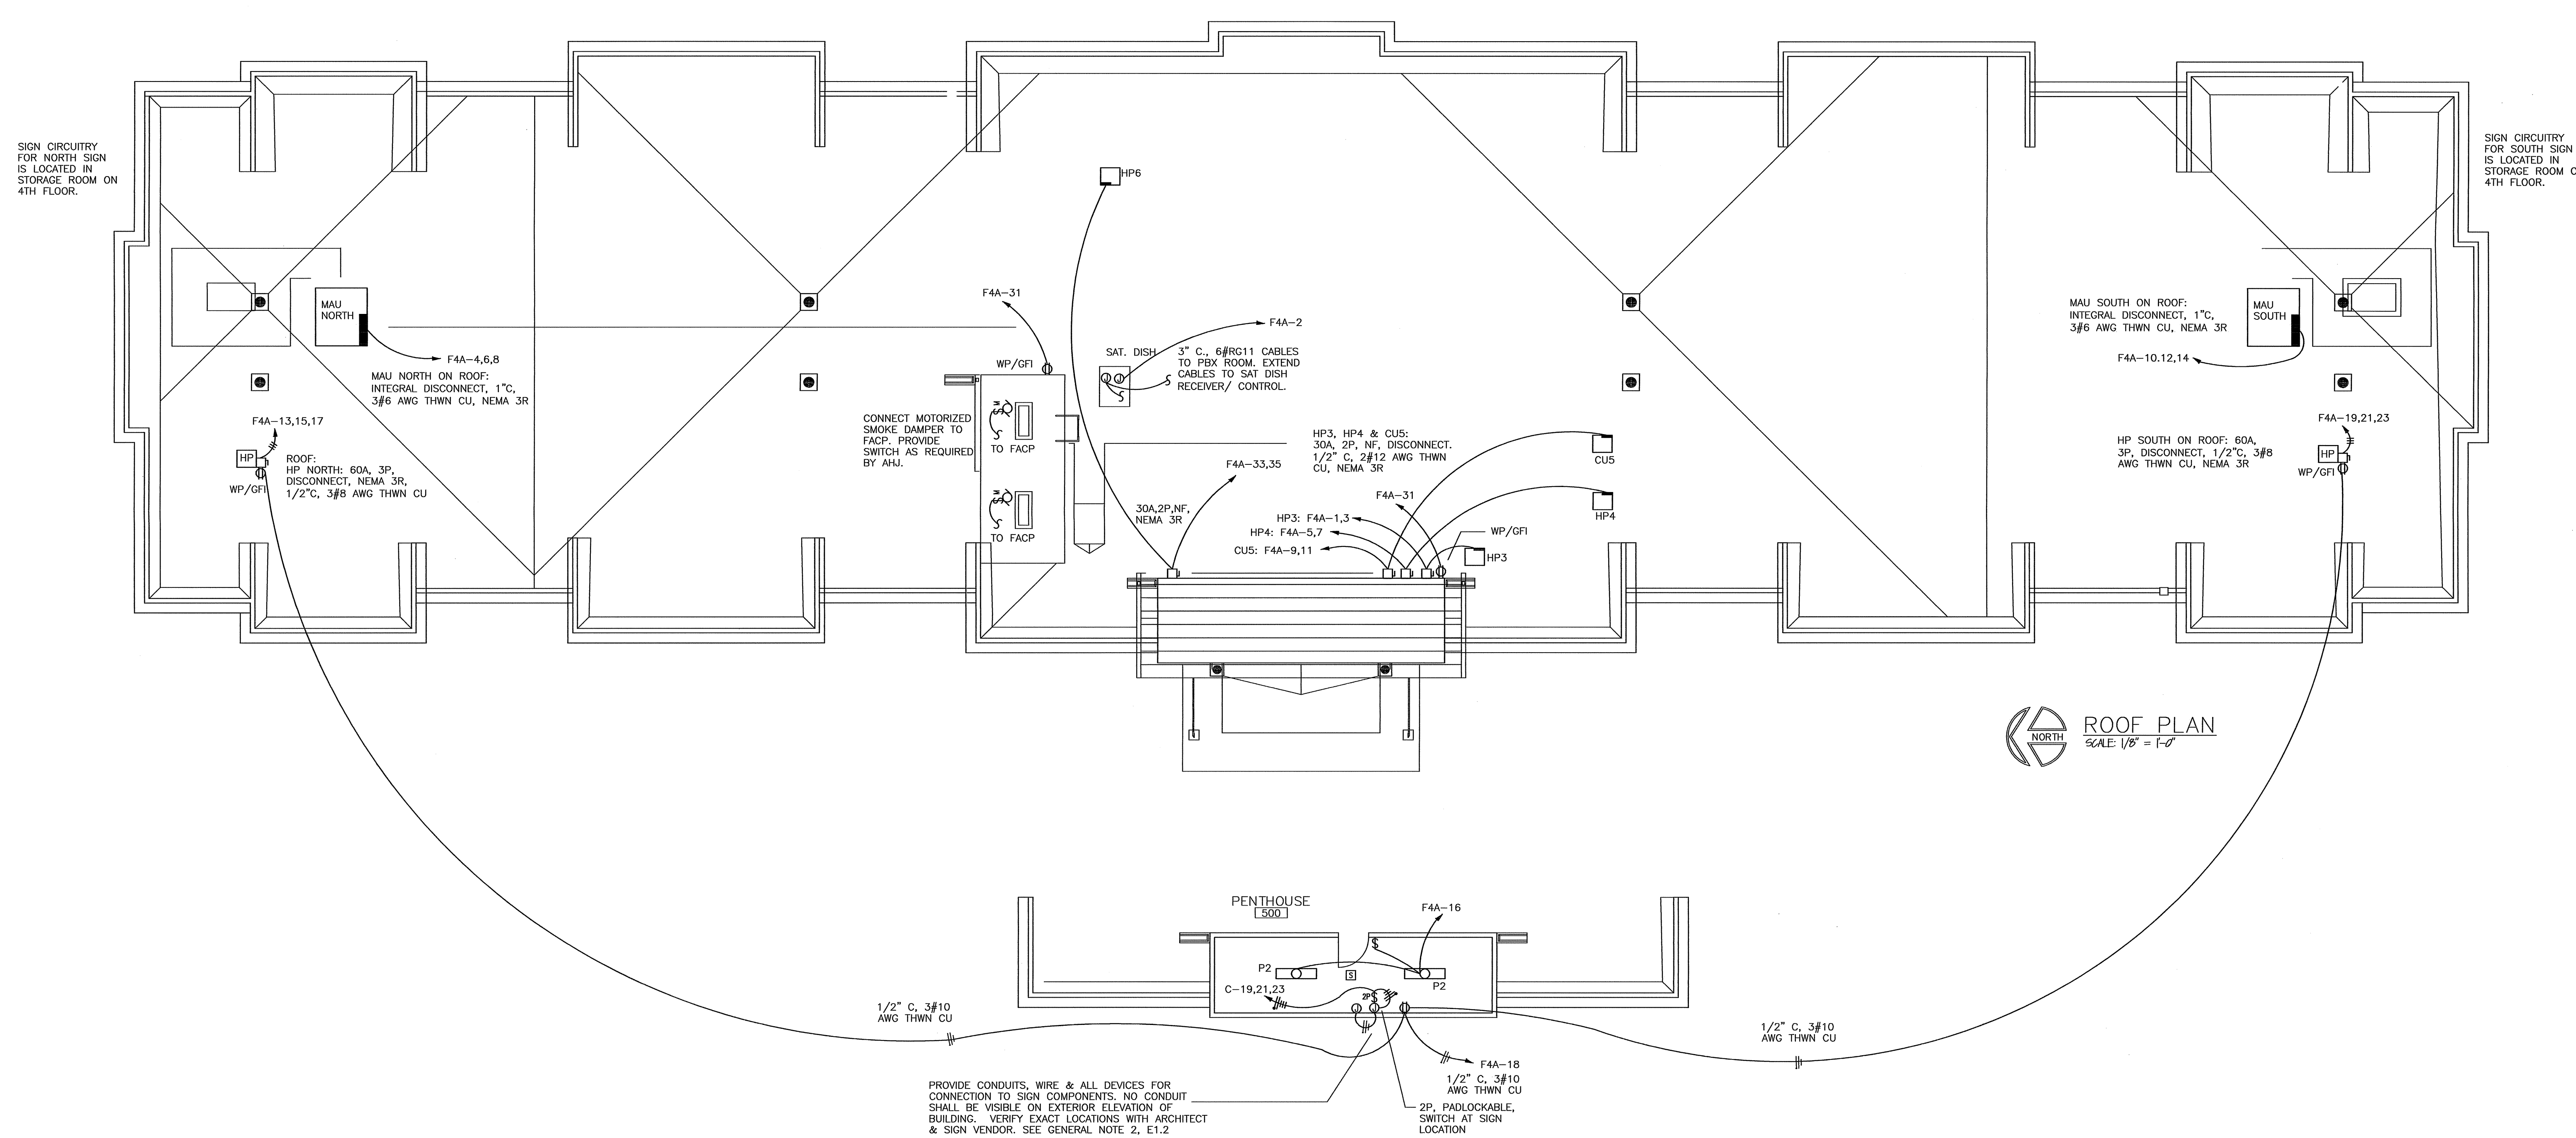 SIGN CIRCUITRY
FOR NORTH SIGN
IS LOCATED IN
STORAGE ROOM ON
4TH FLOOR.
MAU
NORTH
F4A-4,6,8
MAU NORTH ON ROOF:
INTEGRAL DISCONNECT, 1"C,
3#6 AWG THWN CU, NEMA 3R
F4A-13,15,17
HP
WP/GFI
ROOF:
HP NORTH: 60A, 3P,
DISCONNECT, NEMA 3R,
1/2"C, 3#8 AWG THWN CU
HP6
F4A-31
WP/GFI
SAT. DISH
J
J
F4A-2
3" C., 6#RG11 CABLES
TO PBX ROOM. EXTEND
CABLES TO SAT DISH
RECEIVER/ CONTROL.
CONNECT MOTORIZED
SMOKE DAMPER TO
FACP. PROVIDE
SWITCH AS REQUIRED
BY AHJ.
TO FACP
TO FACP
F4A-33,35
30A,2P,NF,
NEMA 3R
HP3, HP4 & CU5:
30A, 2P, NF, DISCONNECT.
1/2" C, 2#12 AWG THWN
CU, NEMA 3R
F4A-31
HP3: F4A-1,3
HP4: F4A-5,7
CU5: F4A-9,11
WP/GFI
CU5
HP4
HP3
MAU SOUTH ON ROOF:
INTEGRAL DISCONNECT, 1"C,
3#6 AWG THWN CU, NEMA 3R
F4A-10.12,14
MAU
SOUTH
F4A-19,21,23
HP SOUTH ON ROOF: 60A,
3P, DISCONNECT, 1/2"C, 3#8
AWG THWN CU, NEMA 3R
HP
WP/GFI
SIGN CIRCUITRY
FOR SOUTH SIGN
IS LOCATED IN
STORAGE ROOM
4TH FLOOR.
NORTH
ROOF PLAN
SCALE: 1/8" = 1'-0"
PENTHOUSE
500
F4A-16
P2
S
P2
C-19,21,23
2P$
J
J
1/2" C, 3#10
AWG THWN CU
1/2" C, 3#10
AWG THWN CU
F4A-18
1/2" C, 3#10
AWG THWN CU
2P, PADLOCKABLE,
SWITCH AT SIGN
LOCATION
PROVIDE CONDUITS, WIRE & ALL DEVICES FOR
CONNECTION TO SIGN COMPONENTS. NO CONDUIT
SHALL BE VISIBLE ON EXTERIOR ELEVATION OF
BUILDING. VERIFY EXACT LOCATIONS WITH ARCHITECT
& SIGN VENDOR. SEE GENERAL NOTE 2, E1.2